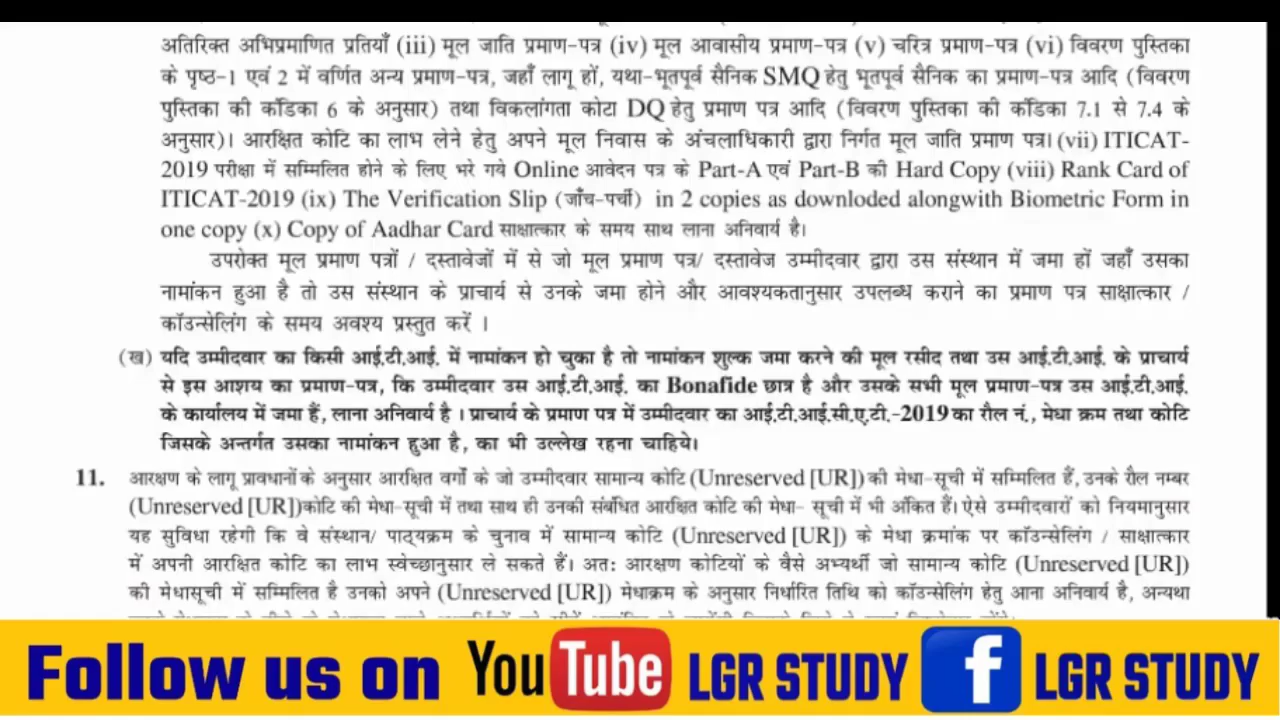 अतिरिक्त अभिप्रमाणित प्रतियाँ (iii) मूल जाति प्रमाण-पत्र (iv) मूल आवासीय प्रमाण-पत्र (v) चरित्र प्रमाण-पत्र (vi) विवरण पुस्तिका
के पृष्ठ-1 एवं 2 में वर्णित अन्य प्रमाण-पत्र, जहाँ लागू हों, यथा-भूतपूर्व सैनिक SMQ हेतु भूतपूर्व सैनिक का प्रमाण-पत्र आदि (विवरण
पुस्तिका की कंडिका 6 के अनुसार) तथा विकलांगता कोटा DQ हेतु प्रमाण पत्र आदि (विवरण पुस्तिका की कंडिका 7.1 से 7.4 के
अनुसार)। आरक्षित कोटि का लाभ लेने हेतु अपने मूल निवास के अंचलाधिकारी द्वारा निर्गत मूल जाति प्रमाण पत्र। (vii) ITICAT-
2019 परीक्षा में सम्मिलित होने के लिए भरे गये Online आवेदन पत्र के Part-A एवं Part-B की Hard Copy (viii) Rank Card of
ITICAT-2019 (ix) The Verification Slip (जाँच-पर्ची) in 2 copies as downloded alongwith Biometric Form in
one copy (x) Copy of Aadhar Card साक्षात्कार के समय साथ लाना अनिवार्य है।
उपरोक्त मूल प्रमाण पत्रों / दस्तावेजों में से जो मूल प्रमाण पत्र/ दस्तावेज उम्मीदवार द्वारा उस संस्थान में जमा हों जहाँ उसका
नामांकन हुआ है तो उस संस्थान के प्राचार्य से उनके जमा होने और आवश्यकतानुसार उपलब्ध कराने का प्रमाण पत्र साक्षात्कार /
कॉउन्सेलिंग के समय अवश्य प्रस्तुत करें ।
(ख) यदि उम्मीदवार का किसी आई.टी.आई. में नामांकन हो चुका है तो नामांकन शुल्क जमा करने की मूल रसीद तथा उस आई.टी.आई. के प्राचार्य
से इस आशय का प्रमाण-पत्र, कि उम्मीदवार उस आई.टी.आई. का Bonafide छात्र है और उसके सभी मूल प्रमाण-पत्र उस आई.टी.आई.
के कार्यालय में जमा हैं, लाना अनिवार्य है । प्राचार्य के प्रमाण पत्र में उम्मीदवार का आई.टी.आई.सी.ए.टी.-2019 का रौल नं., मेधा क्रम तथा कोटि
जिसके अन्तर्गत उसका नामांकन हुआ है, का भी उल्लेख रहना चाहिये।
11. आरक्षण के लागू प्रावधानों के अनुसार आरक्षित वर्गों के जो उम्मीदवार सामान्य कोटि (Unreserved [UR]) की मेधा-सूची में सम्मिलित हैं, उनके रौल नम्बर
(Unreserved [UR])कोटि की मेधा-सूची में तथा साथ ही उनकी संबंधित आरक्षित कोटि की मेधा- सूची में भी अंकित हैं। ऐसे उम्मीदवारों को नियमानुसार
यह सुविधा रहेगी कि वे संस्थान/ पाठ्यक्रम के चुनाव में सामान्य कोटि (Unreserved [UR]) के मेधा क्रमांक पर कॉउन्सेलिंग / साक्षात्कार
में अपनी आरक्षित कोटि का लाभ स्वेच्छानुसार ले सकते हैं। अत: आरक्षण कोटियों के वैसे अभ्यर्थी जो सामान्य कोटि (Unreserved [UR])
की मेधासूची में सम्मिलित है उनको अपने (Unreserved [UR]) मेधाक्रम के अनुसार निर्धारित तिथि को कॉउन्सेलिंग हेतु आना अनिवार्य है, अन्यथा
Follow us on YouTube LGR STUDY f LGR STUDY